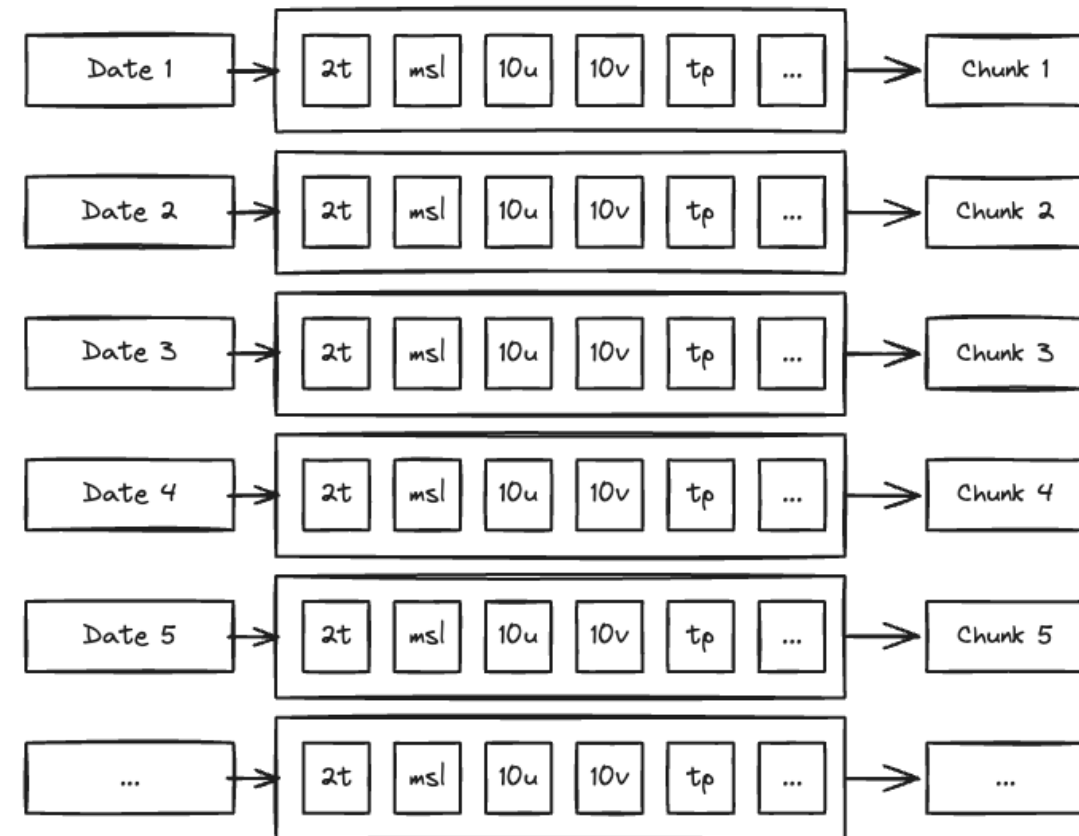 Date 1 2t msl 10u 10v tp ... Chunk 1
Date 2 2t msl 10u 10v tp ... Chunk 2
Date 3 2t msl 10u 10v tp ... Chunk 3
Date 4 2t msl 10u 10v tp ... Chunk 4
Date 5 2t msl 10u 10v tp ... Chunk 5
... 2t msl 10u 10v tp ... ...